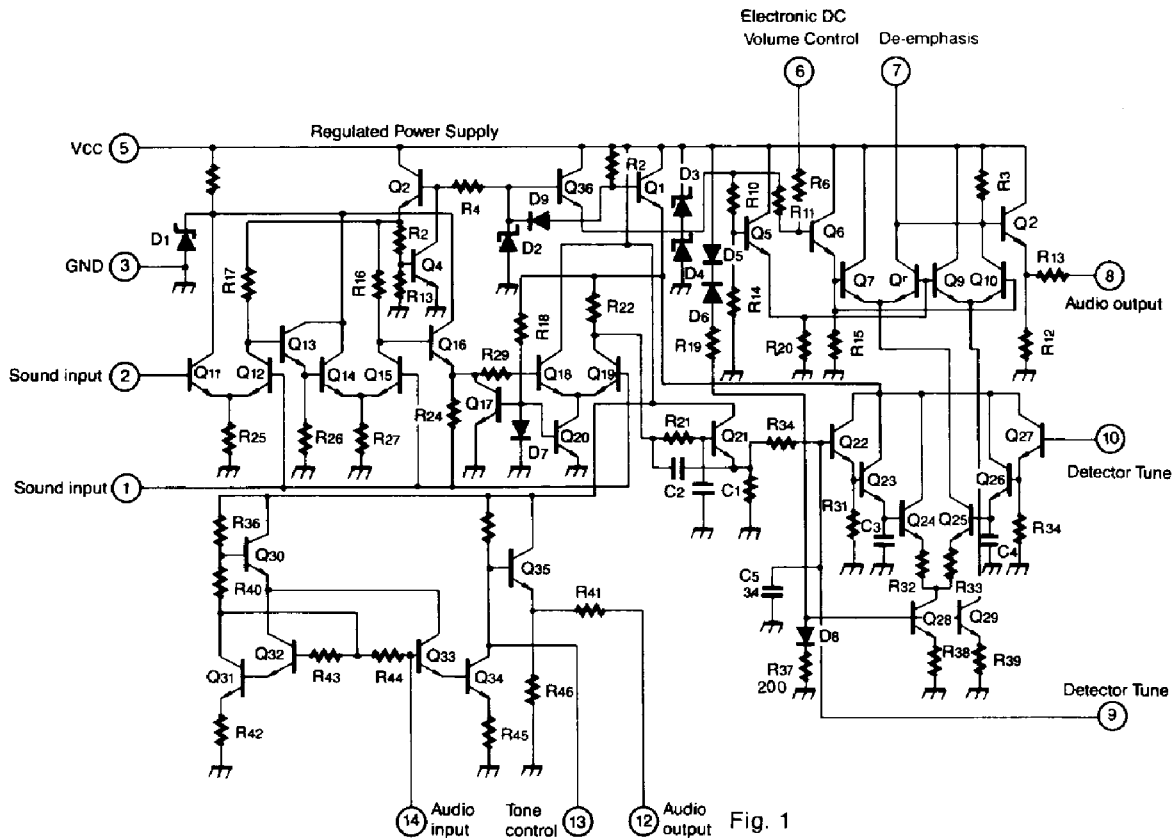 Electronic DC
Volume Control
De-emphasis
6
7
Regulated Power Supply
Vcc
5
R2
Q2
R4
Q36
Q1
D3
R10
R6
R3
D9
R11
Q2
D1
R2
D2
Q5
Q6
GND
3
R17
R16
Q4
D4
D5
R13
8
Audio output
R13
Q7
Qr
Q9
Q10
R18
R22
D6
R14
Q13
Q16
R19
R20
R15
R12
R29
Sound input
2
Q11
Q12
Q14
Q15
Q18
Q19
R24
Q17
R21
R34
Q22
Q27
10
Detector Tune
R25
R26
R27
D7
Q20
Q21
Q23
Q26
Sound input
1
C2
C1
R31
C3
Q24
Q25
C4
R34
R36
Q30
Q35
R32
R33
R40
R41
C5
34
Q28
Q29
Q32
R43
R44
Q33
D8
Q31
Q34
R46
R37
200
R38
R39
R42
R45
Detector Tune
9
14
Audio
input
Tone
control
13
12
Audio
output
Fig. 1